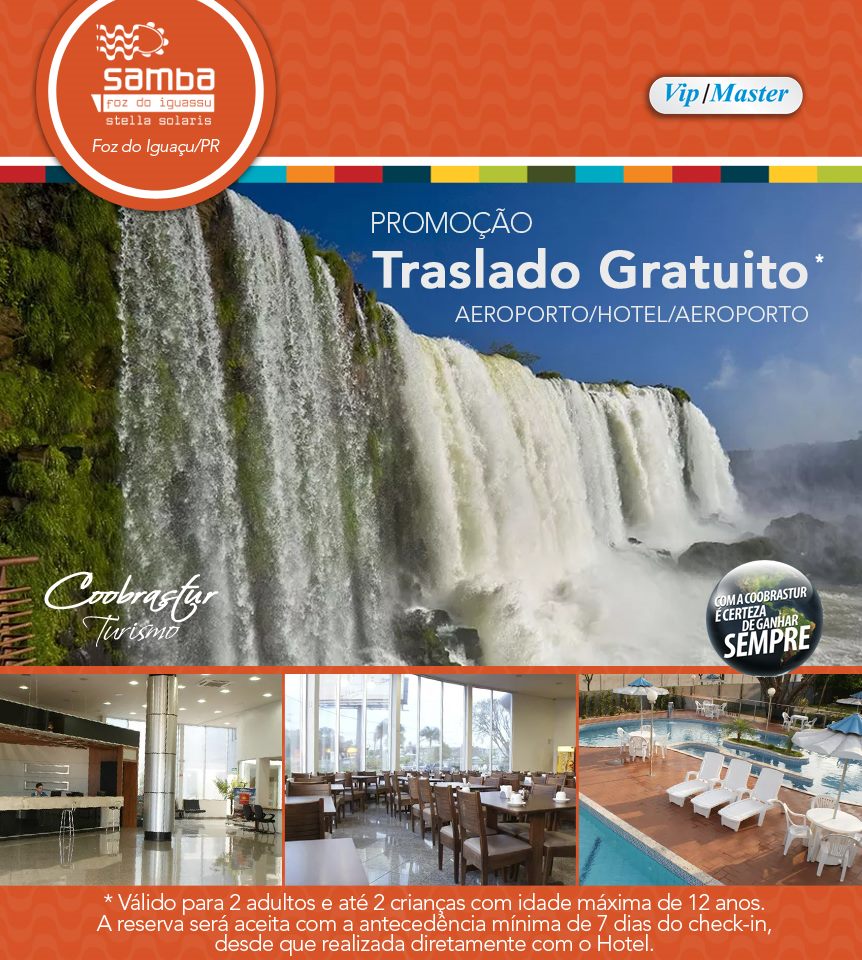 samba
foz do iguassu
stella solaris
Foz do Iguaçu/PR
Vip/Master
PROMOÇÃO
Traslado Gratuito*
AEROPORTO/HOTEL/AEROPORTO
Coobrastur
Turismo
COM A COOBRASTUR
É CERTEZA
DE GANHAR
SEMPRE
* Válido para 2 adultos e até 2 crianças com idade máxima de 12 anos.
A reserva será aceita com a antecedência mínima de 7 dias do check-in,
desde que realizada diretamente com o Hotel.